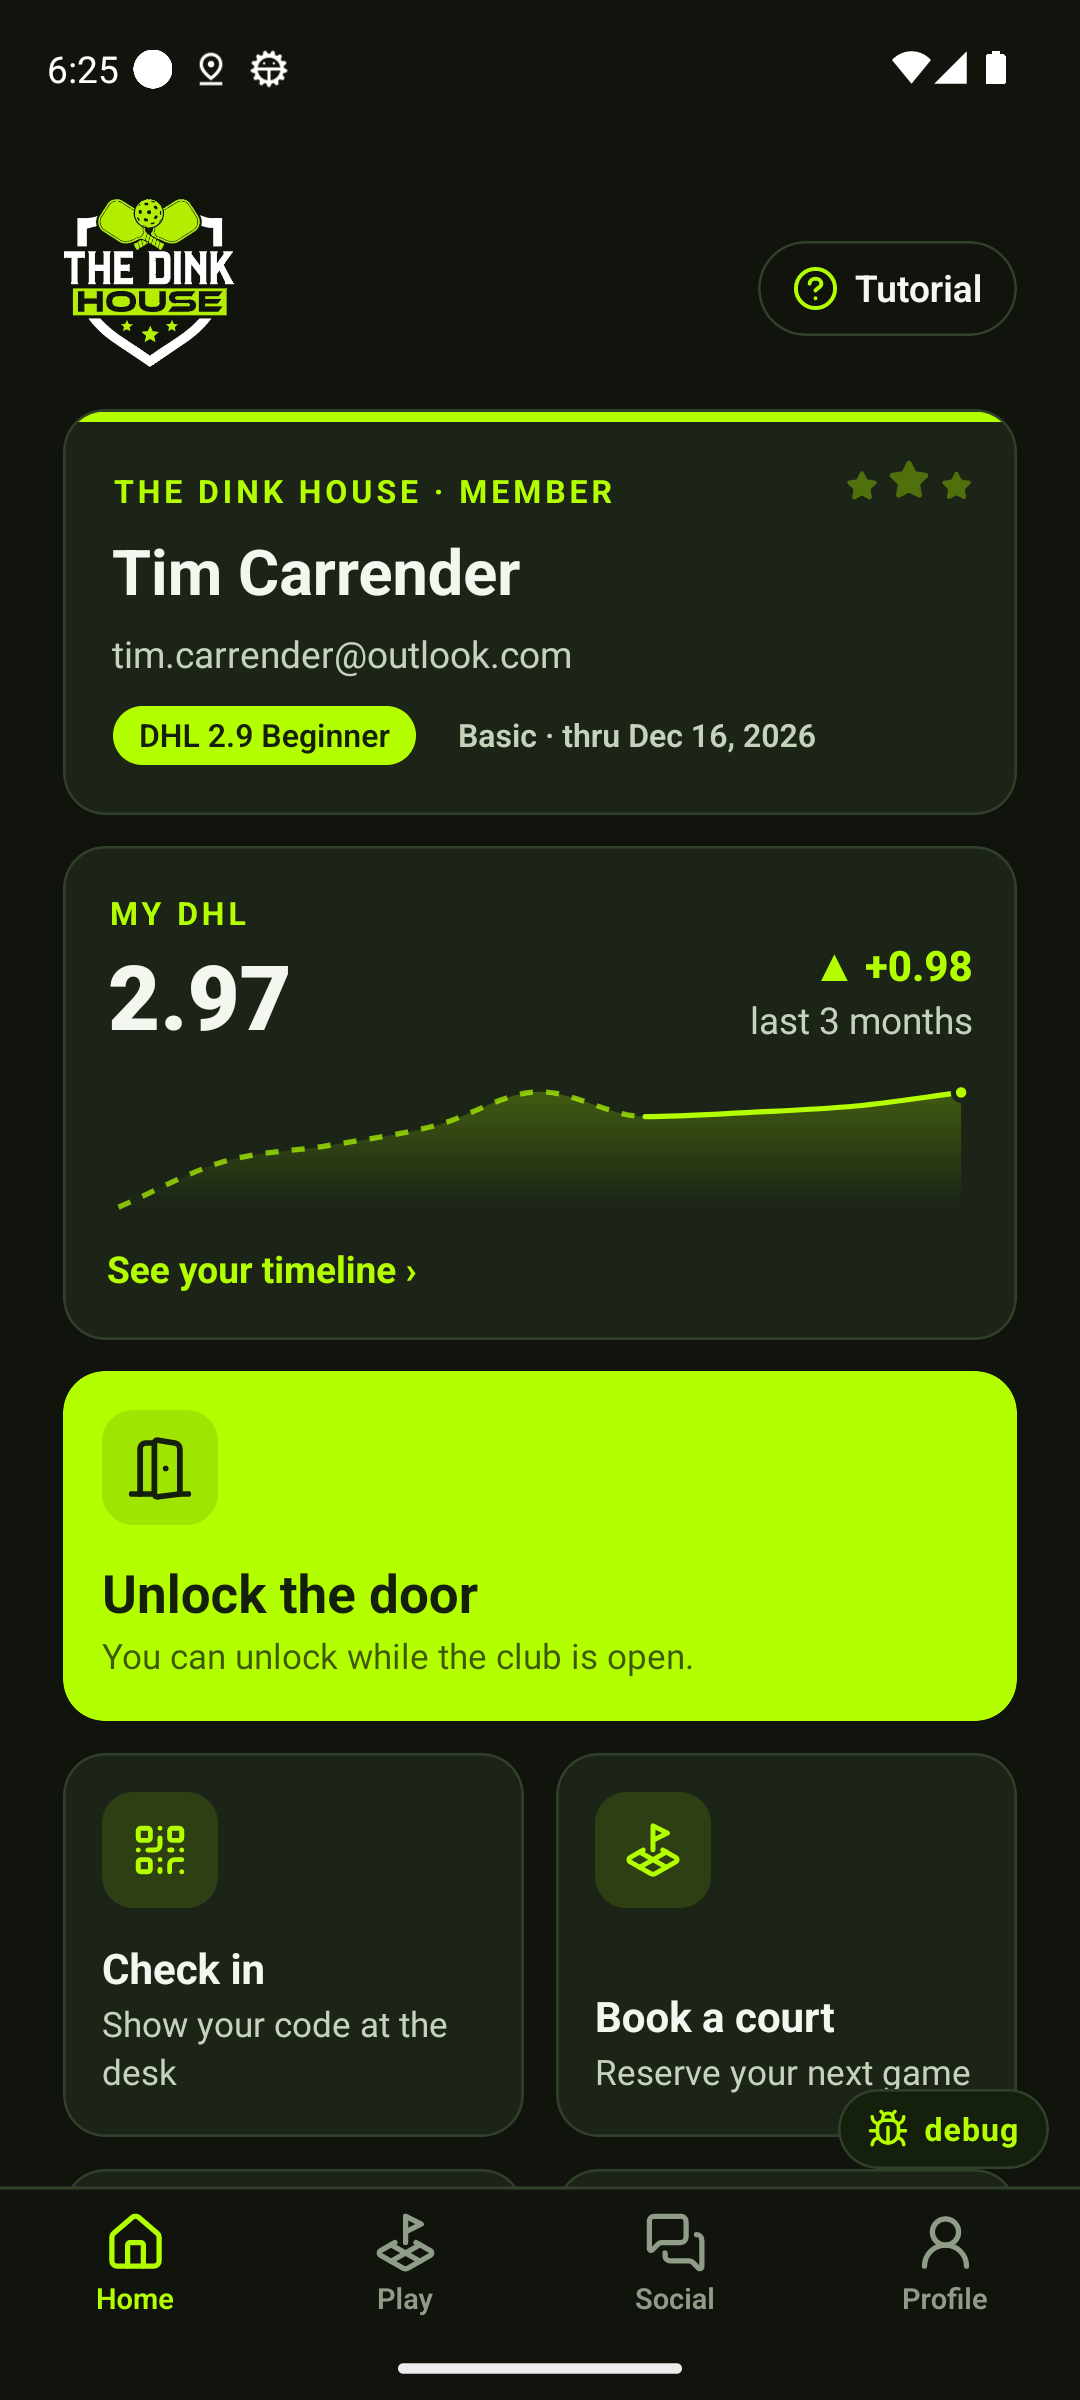 6:25
THE DINK
HOUSE
Tutorial
THE DINK HOUSE · MEMBER
Tim Carrender
tim.carrender@outlook.com
DHL 2.9 Beginner
Basic · thru Dec 16, 2026
MY DHL
2.97
▲ +0.98
last 3 months
See your timeline ›
Unlock the door
You can unlock while the club is open.
Check in
Show your code at the
desk
Book a court
Reserve your next game
debug
Home
Play
Social
Profile